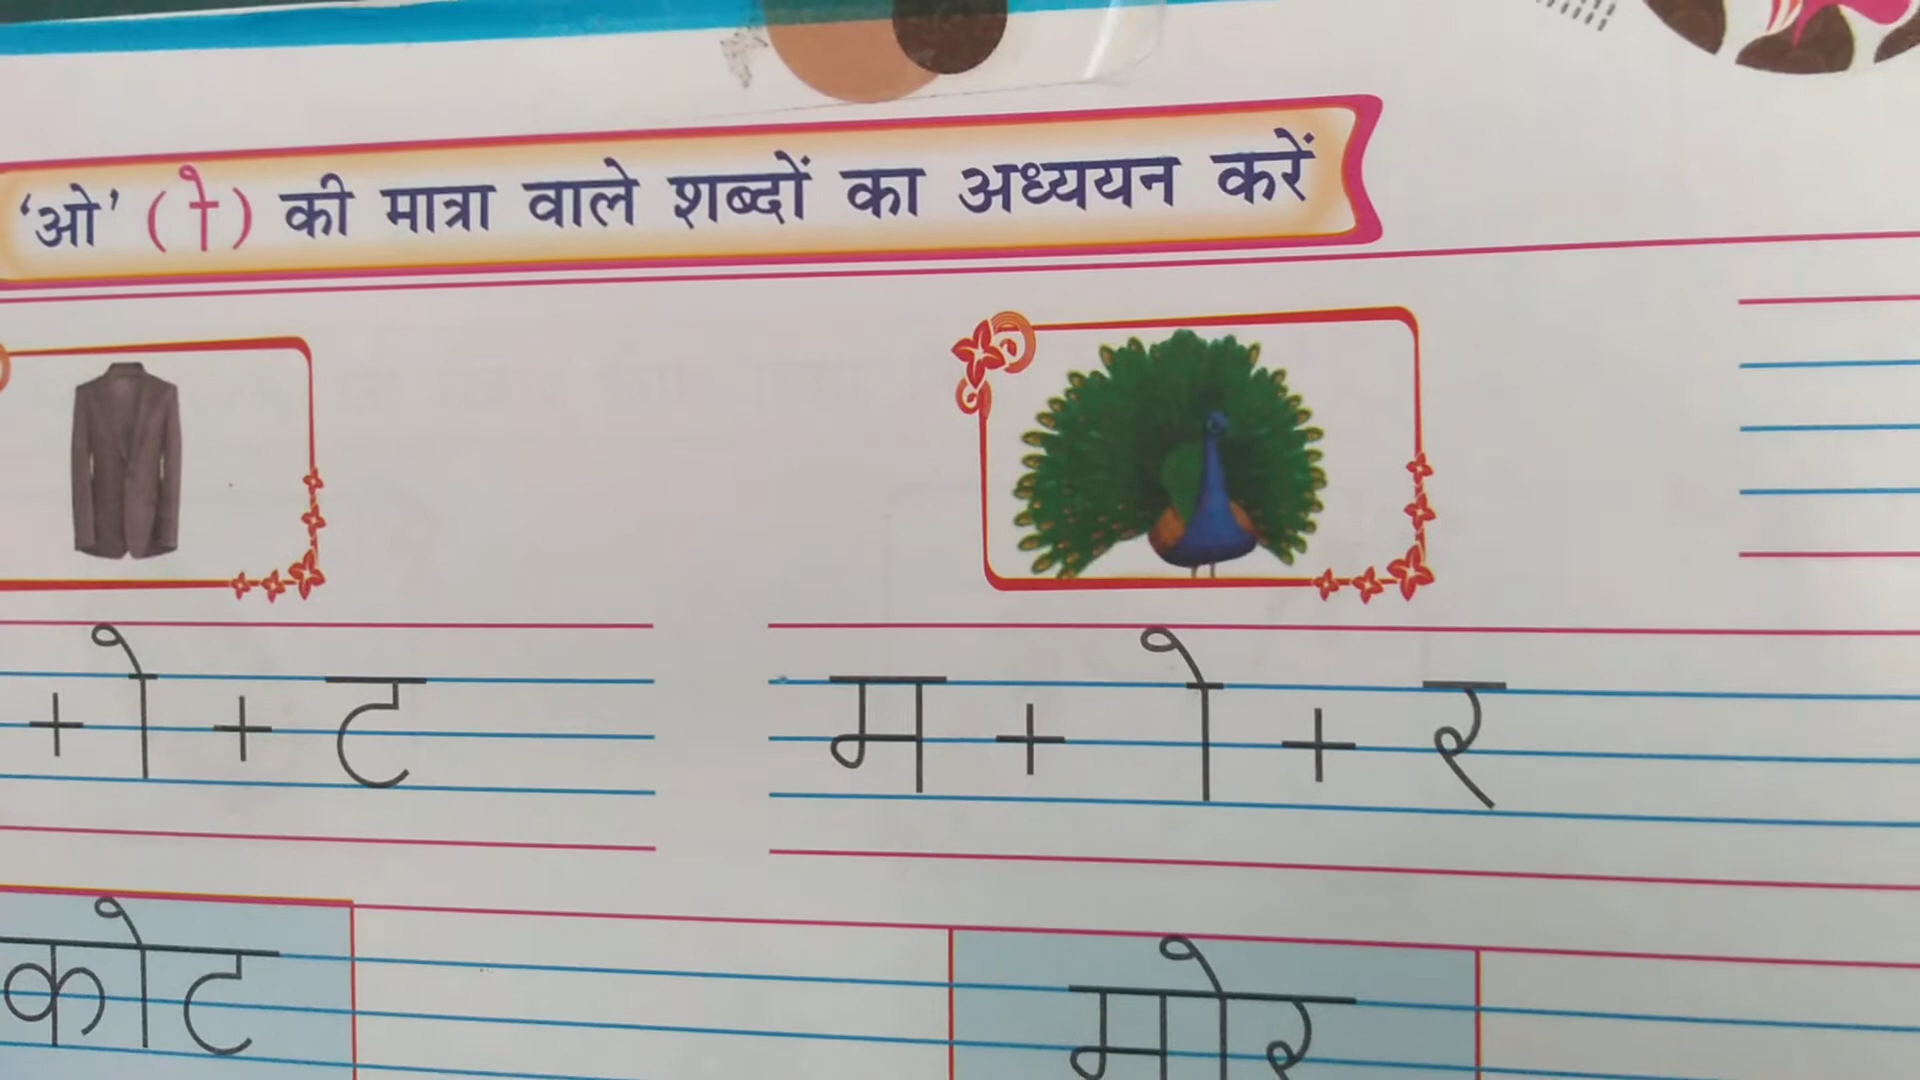 ‘ओ’ (ो) की मात्रा वाले शब्दों का अध्ययन करें
+ ो + ट
म + ो + र
कोट
मोर